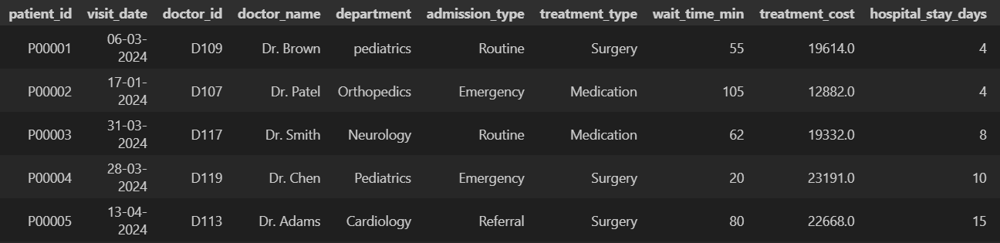 patient_id visit_date doctor_id doctor_name department admission_type treatment_type wait_time_min treatment_cost hospital_stay_days
P00001 06-03-2024 D109 Dr. Brown pediatrics Routine Surgery 55 19614.0 4
P00002 17-01-2024 D107 Dr. Patel Orthopedics Emergency Medication 105 12882.0 4
P00003 31-03-2024 D117 Dr. Smith Neurology Routine Medication 62 19332.0 8
P00004 28-03-2024 D119 Dr. Chen Pediatrics Emergency Surgery 20 23191.0 10
P00005 13-04-2024 D113 Dr. Adams Cardiology Referral Surgery 80 22668.0 15